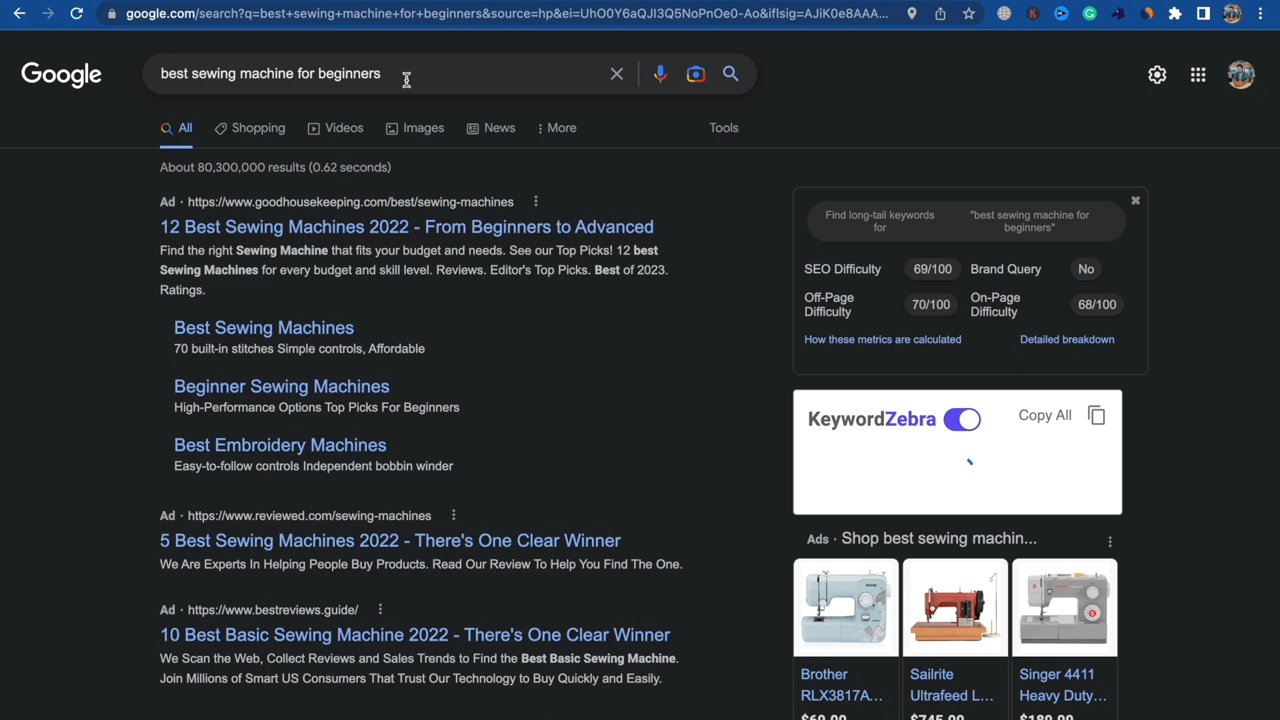 google.com/search?q=best+sewing+machine+for+beginners&source=hp&ei=UhO0Y6aQJI3Q5NoPnOe0-Ao&iflsig=AJiK0e8AAA...
Google
best sewing machine for beginners
All
Shopping
Videos
Images
News
More
Tools
About 80,300,000 results (0.62 seconds)
Ad · https://www.goodhousekeeping.com/best/sewing-machines
12 Best Sewing Machines 2022 - From Beginners to Advanced
Find the right Sewing Machine that fits your budget and needs. See our Top Picks! 12 best
Sewing Machines for every budget and skill level. Reviews. Editor's Top Picks. Best of 2023.
Ratings.
Best Sewing Machines
70 built-in stitches Simple controls, Affordable
Beginner Sewing Machines
High-Performance Options Top Picks For Beginners
Best Embroidery Machines
Easy-to-follow controls Independent bobbin winder
Ad · https://www.reviewed.com/sewing-machines
5 Best Sewing Machines 2022 - There's One Clear Winner
We Are Experts In Helping People Buy Products. Read Our Review To Help You Find The One.
Ad · https://www.bestreviews.guide/
10 Best Basic Sewing Machine 2022 - There's One Clear Winner
We Scan the Web, Collect Reviews and Sales Trends to Find the Best Basic Sewing Machine.
Join Millions of Smart US Consumers That Trust Our Technology to Buy Quickly and Easily.
Find long-tail keywords
for
"best sewing machine for
beginners"
SEO Difficulty 69/100 Brand Query No
Off-Page
Difficulty
70/100
On-Page
Difficulty
68/100
How these metrics are calculated
Detailed breakdown
KeywordZebra
Copy All
Ads · Shop best sewing machin...
Brother
RLX3817A...
$69.00
Sailrite
Ultrafeed L...
$745.00
Singer 4411
Heavy Duty...
$189.99